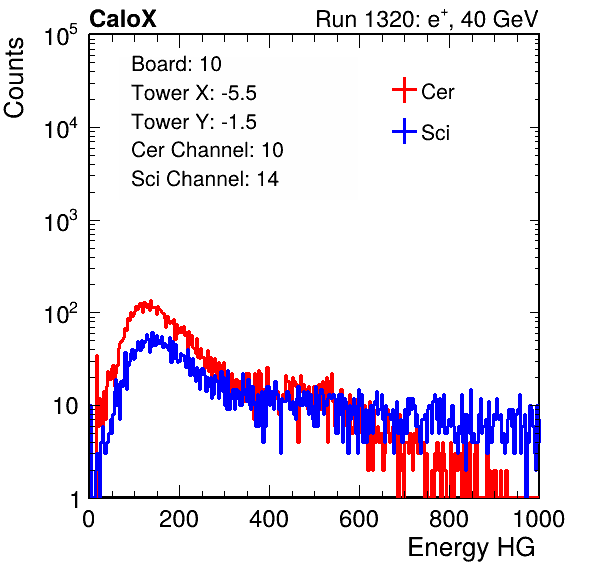 CaloX Run 1320: e+, 40 GeV
Counts
10^5
10^4
10^3
10^2
10
1
Board: 10
Tower X: -5.5
Tower Y: -1.5
Cer Channel: 10
Sci Channel: 14
Cer
Sci
0 200 400 600 800 1000
Energy HG